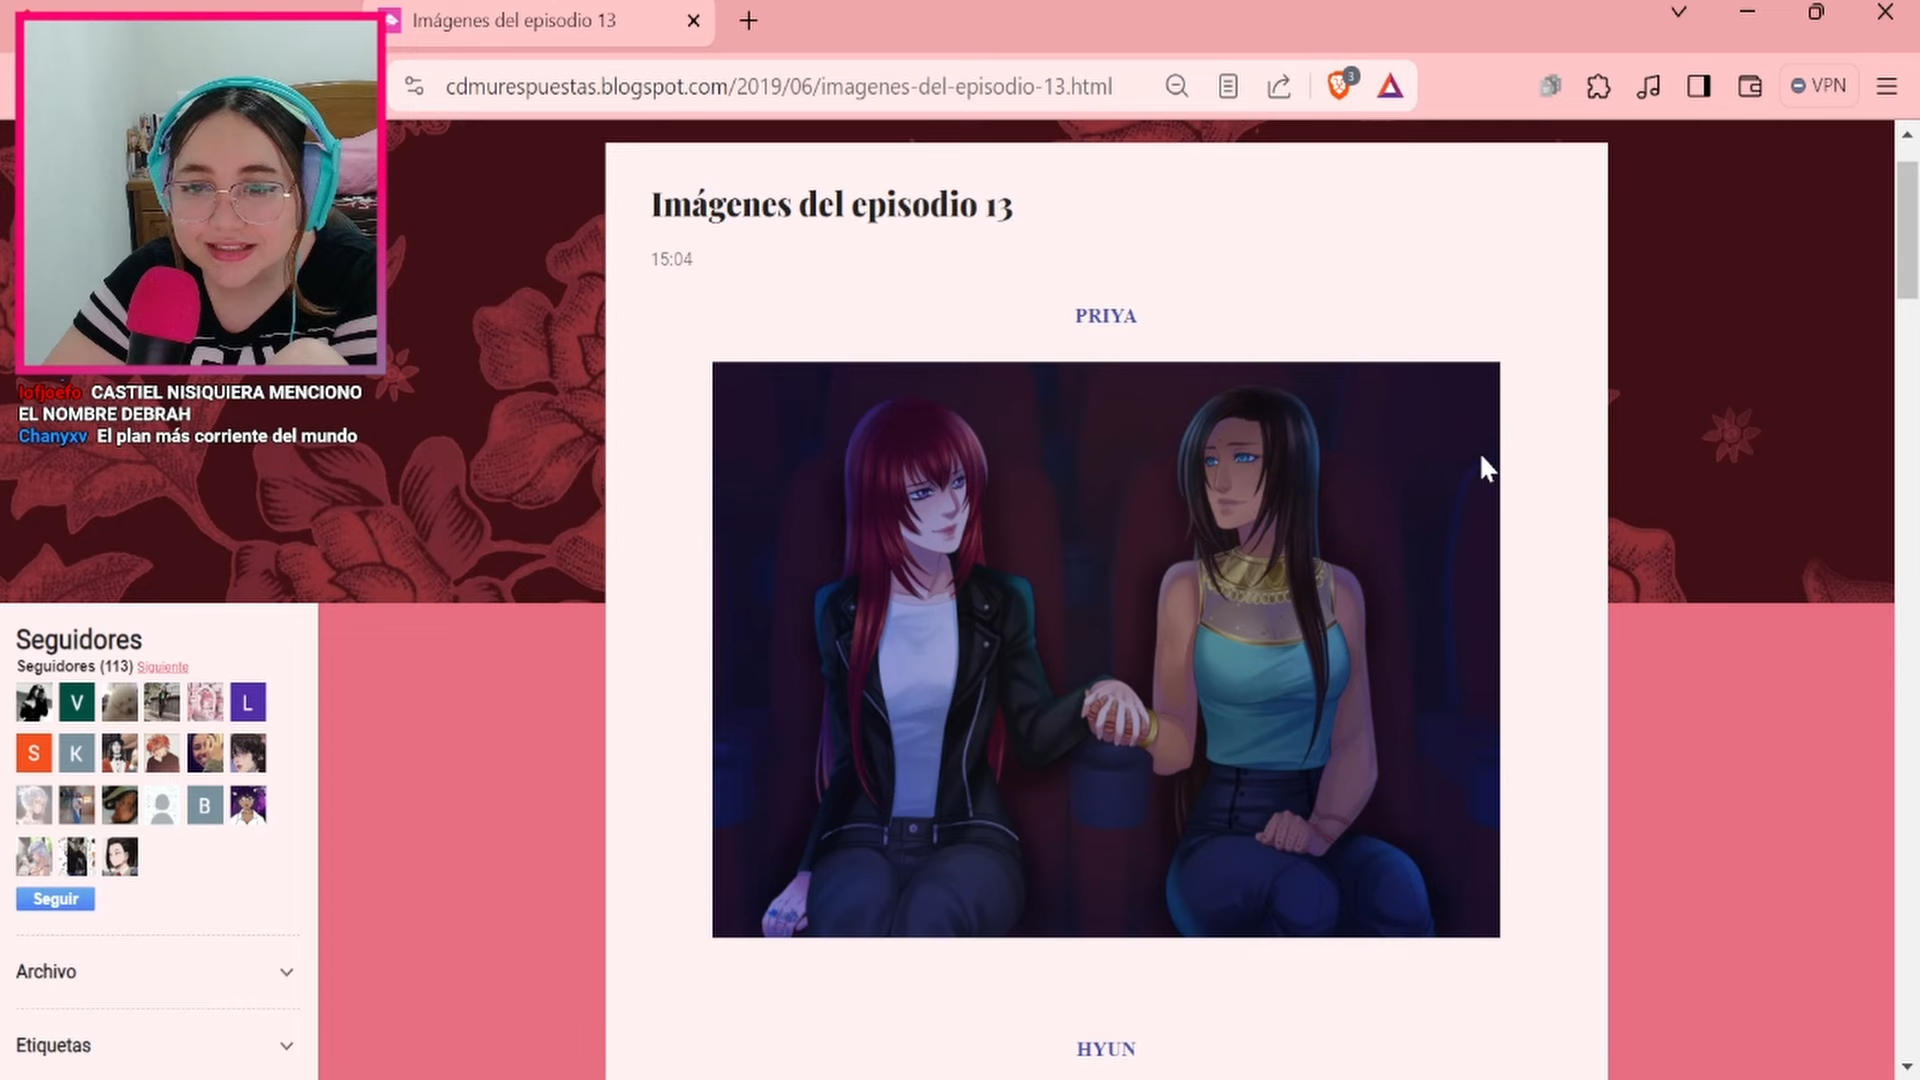 Imágenes del episodio 13
cdmurespuestas.blogspot.com/2019/06/imagenes-del-episodio-13.html
3
VPN
lofjoefo CASTIEL NISIQUIERA MENCIONO
EL NOMBRE DEBRAH
Chanyxv El plan más corriente del mundo
Imágenes del episodio 13
15:04
PRIYA
HYUN
Seguidores
Seguidores (113) Siguiente
V
L
S
K
B
Seguir
Archivo
Etiquetas